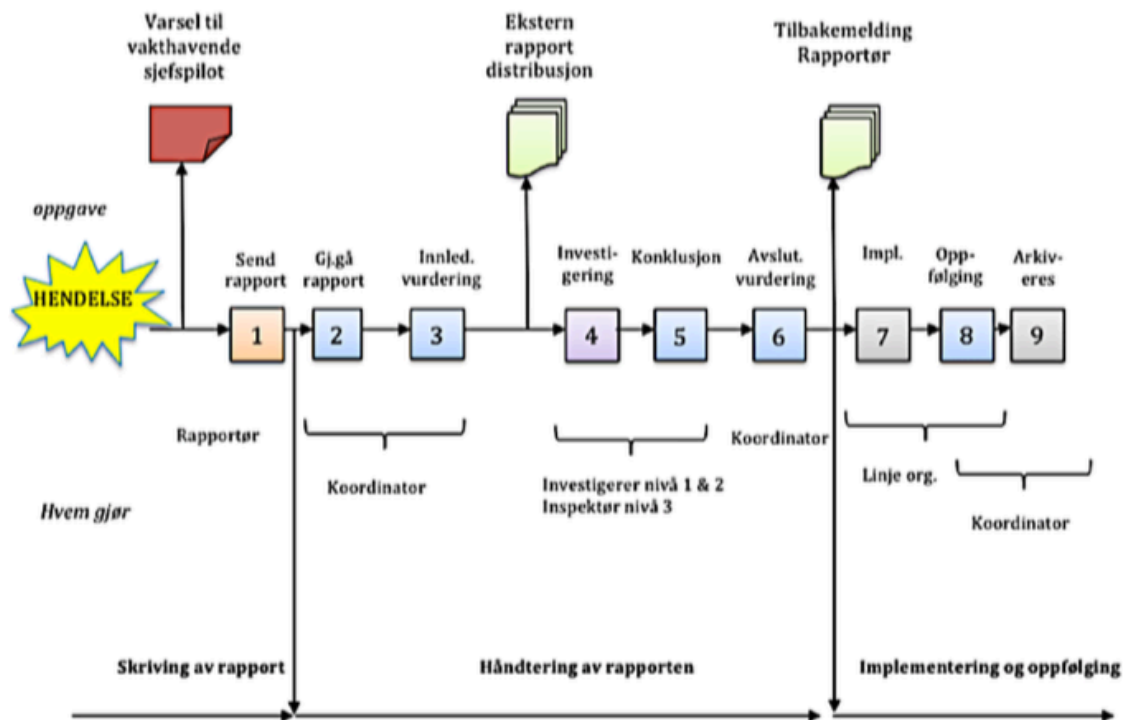 Varsel til
vakthavende
sjefspilot
Ekstern
rapport
distribusjon
Tilbakemelding
Rapportør
oppgave
HENDELSE
Send
rapport
Gj.gå
rapport
Innled.
vurdering
Investi-
gering
Konklusjon
Avslut.
vurdering
Impl.
Opp-
følging
Arkiv-
eres
1
2
3
4
5
6
7
8
9
Rapportør
Koordinator
Investigerer nivå 1 & 2
Inspektør nivå 3
Koordinator
Linje org.
Koordinator
Hvem gjør
Skriving av rapport
Håndtering av rapporten
Implementering og oppfølging